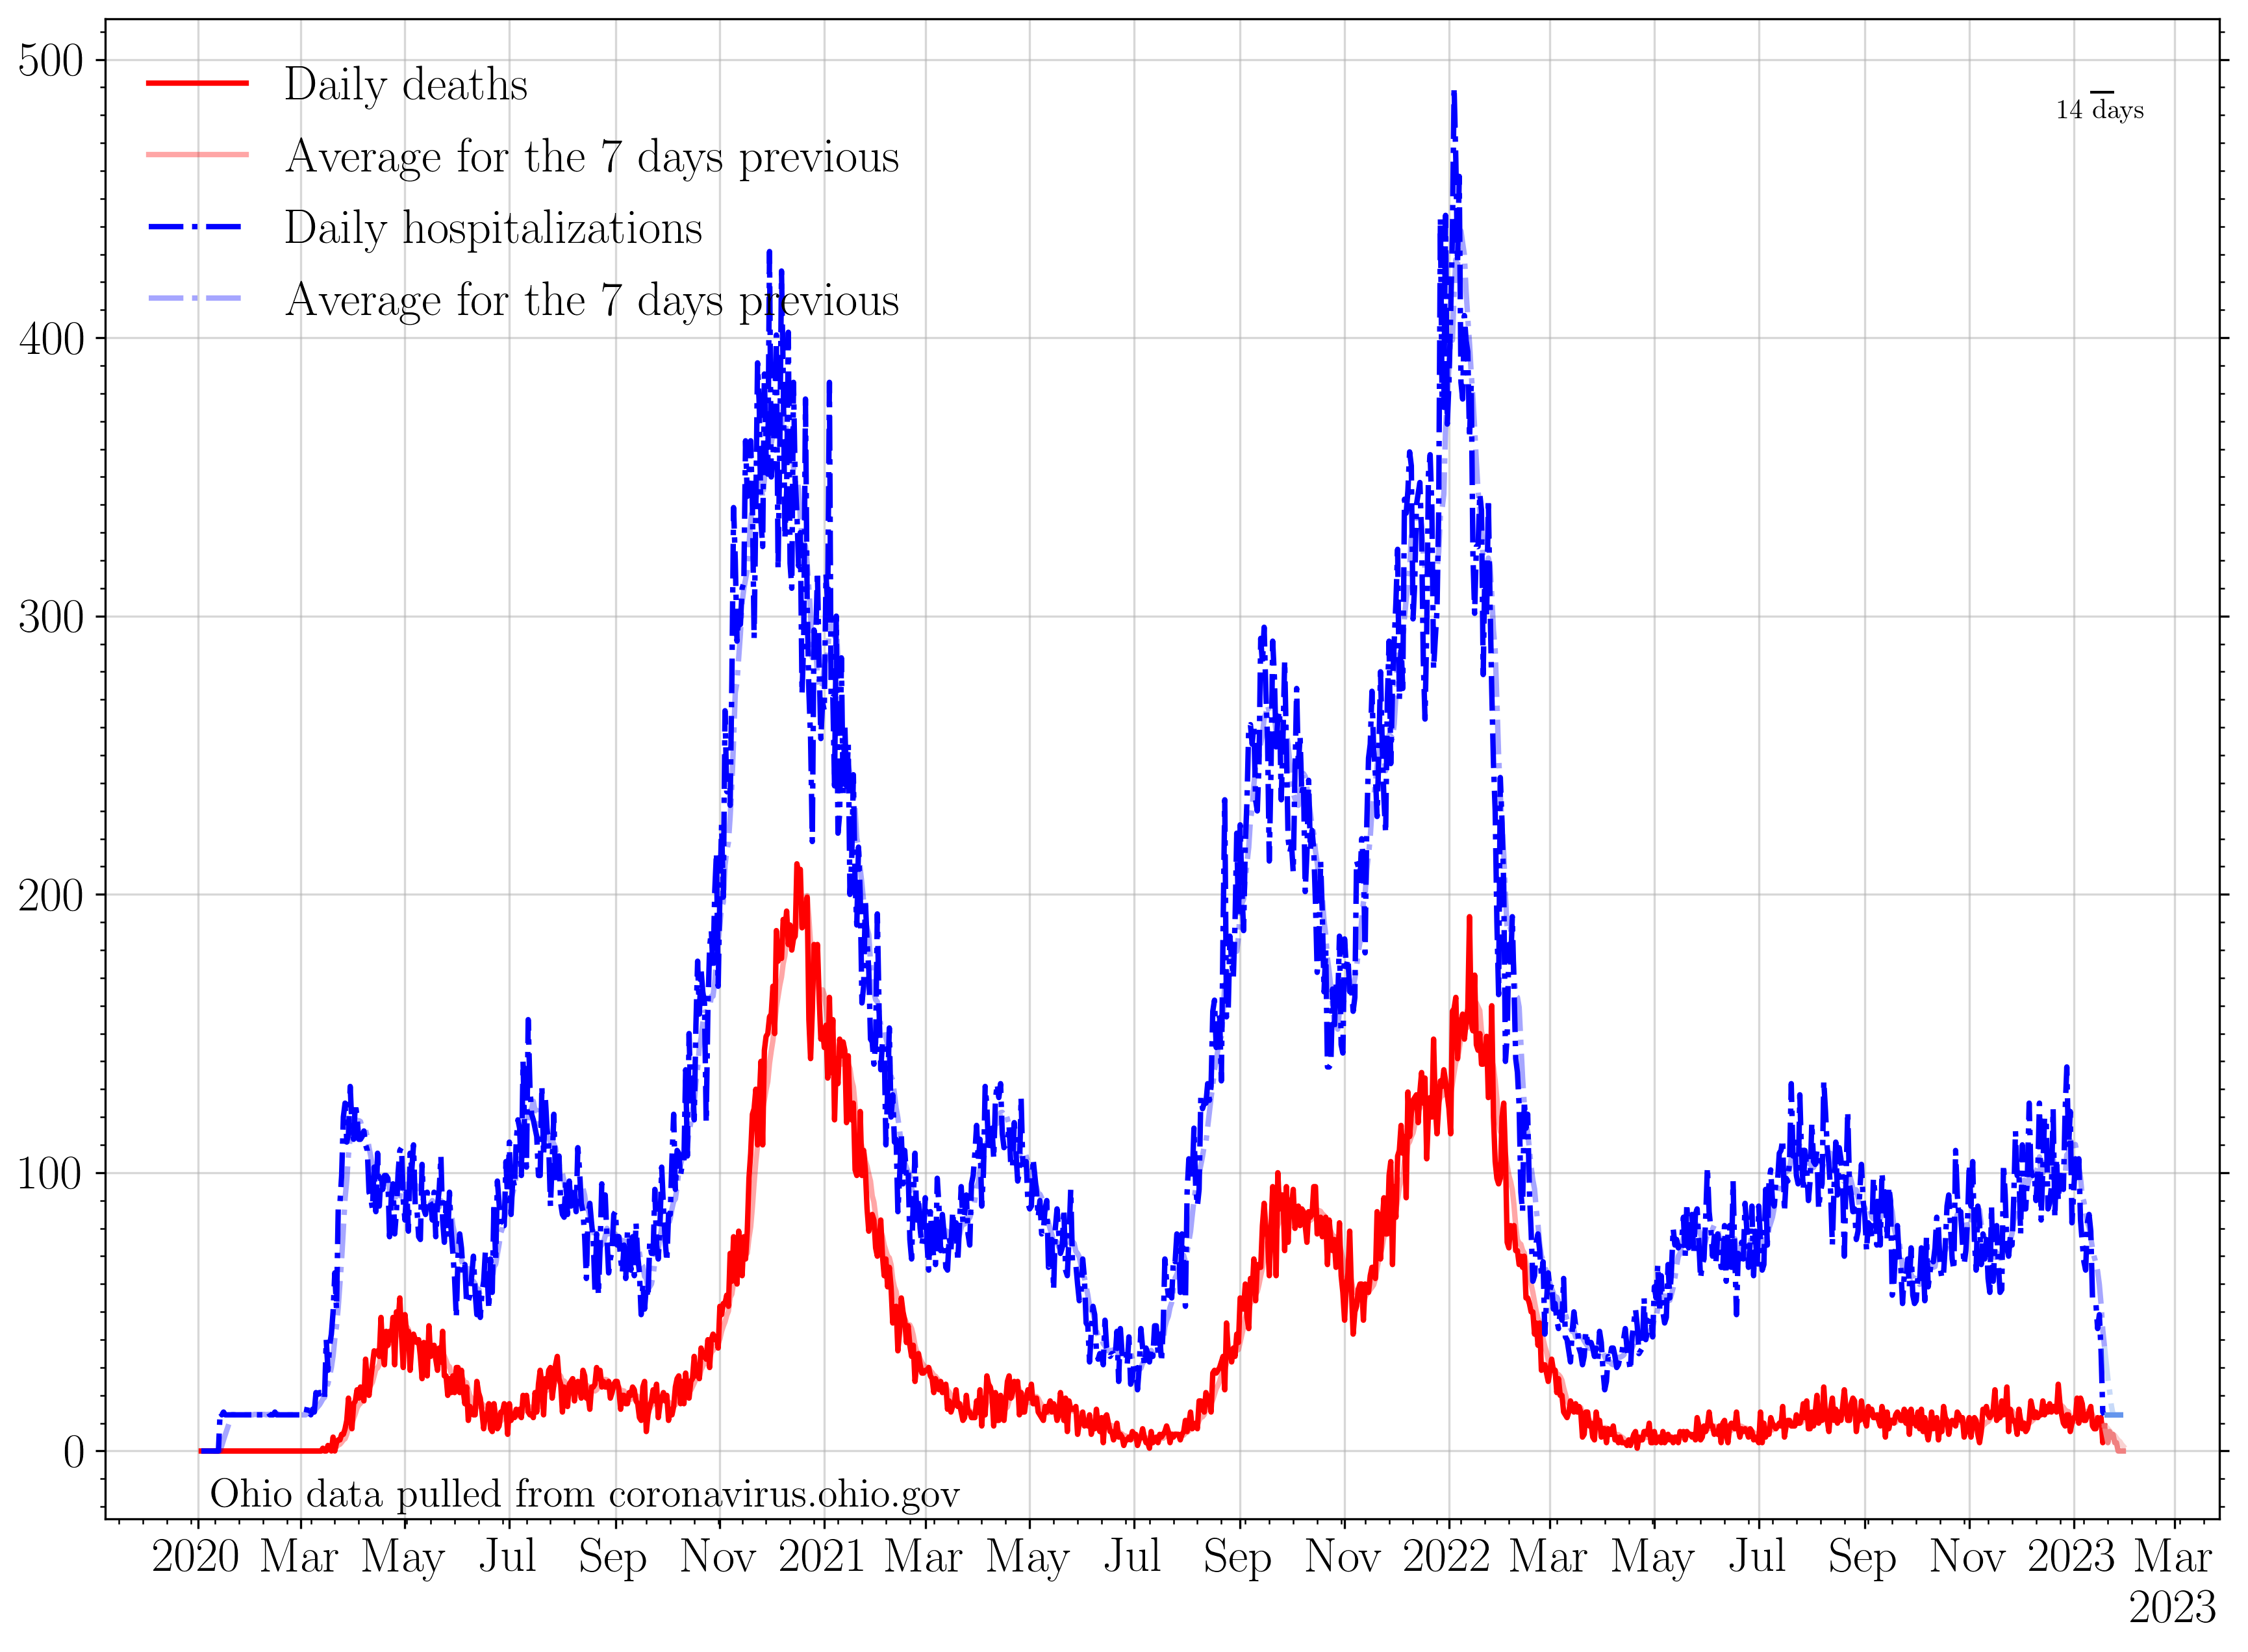 500
400
300
200
100
0
Daily deaths
Average for the 7 days previous
Daily hospitalizations
Average for the 7 days previous
14 days
Ohio data pulled from coronavirus.ohio.gov
2020 Mar May Jul Sep Nov 2021 Mar May Jul Sep Nov 2022 Mar May Jul Sep Nov 2023 Mar
2023